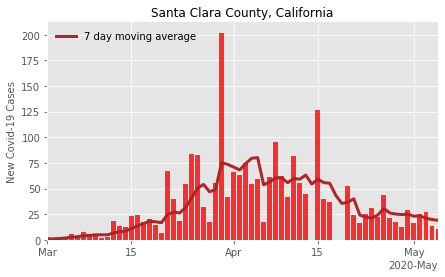 Santa Clara County, California
7 day moving average
New Covid-19 Cases
200
175
150
125
100
75
50
25
0
Mar 15 Apr 15 May
2020-May